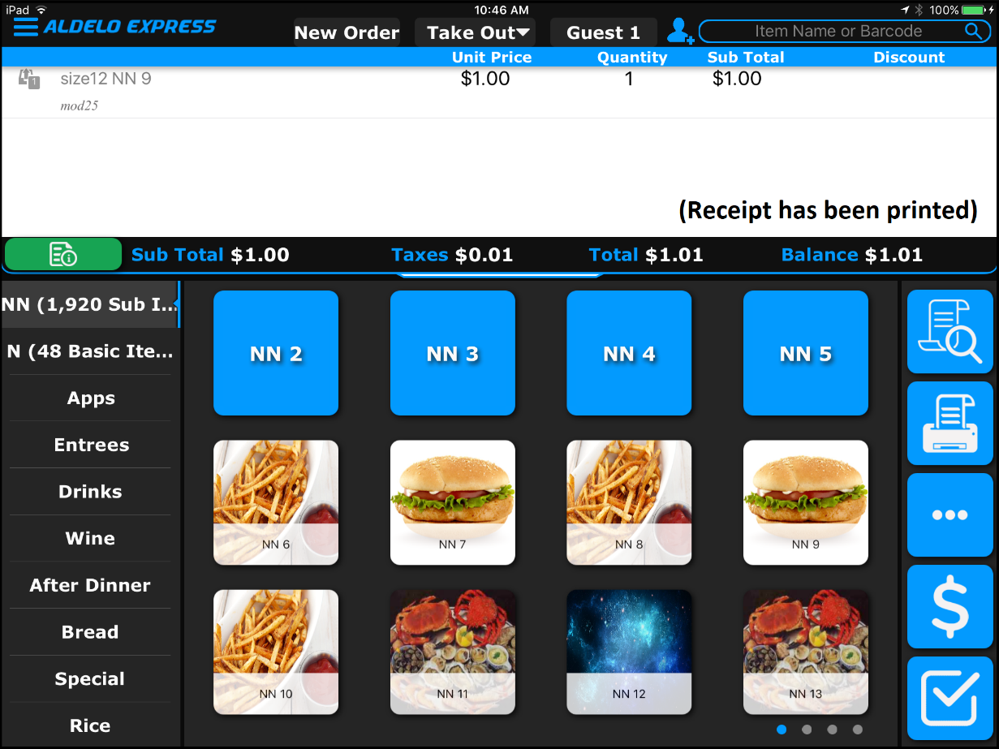 iPad 10:46 AM 100%
ALDELO EXPRESS New Order Take Out Guest 1 Item Name or Barcode
Unit Price Quantity Sub Total Discount
1 size12 NN 9 $1.00 1 $1.00
mod25
(Receipt has been printed)
Sub Total $1.00 Taxes $0.01 Total $1.01 Balance $1.01
NN (1,920 Sub I...
N (48 Basic Ite...
Apps
Entrees
Drinks
Wine
After Dinner
Bread
Special
Rice
NN 2 NN 3 NN 4 NN 5
NN 6 NN 7 NN 8 NN 9
NN 10 NN 11 NN 12 NN 13
$